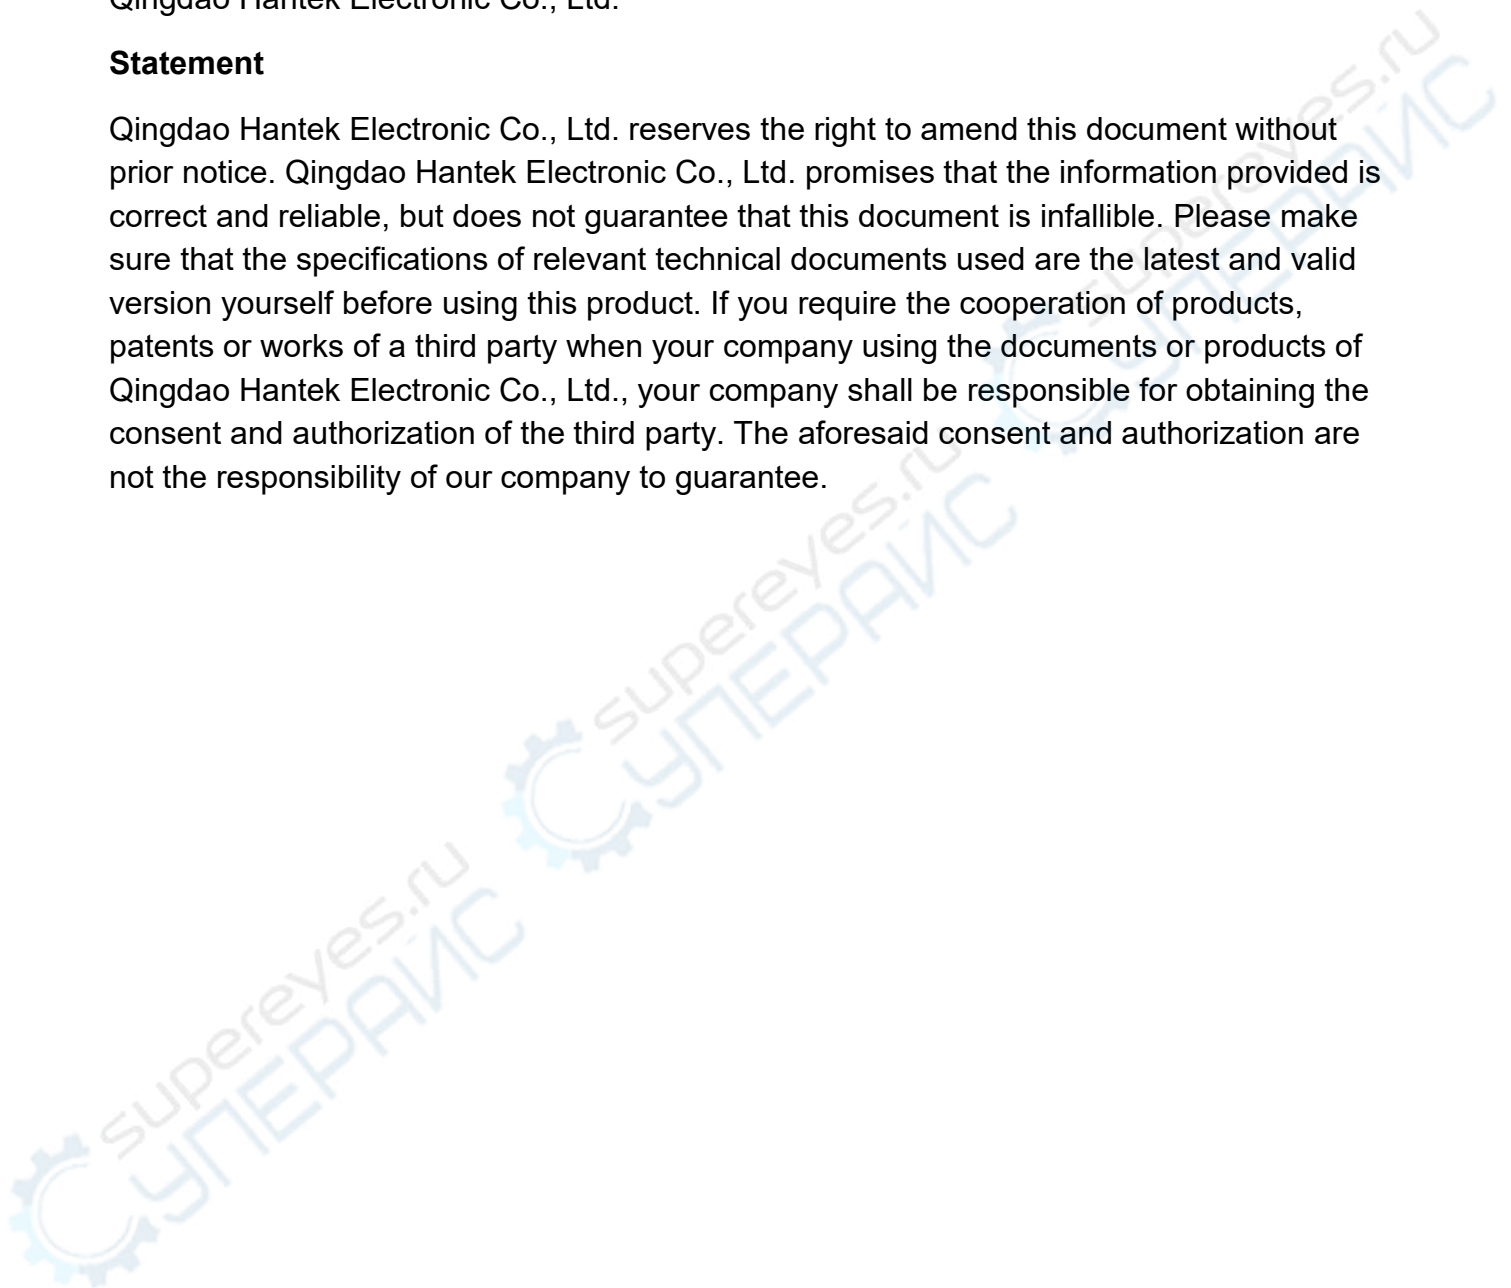 Qingdao Hantek Electronic Co., Ltd.
Statement
Qingdao Hantek Electronic Co., Ltd. reserves the right to amend this document without
prior notice. Qingdao Hantek Electronic Co., Ltd. promises that the information provided is
correct and reliable, but does not guarantee that this document is infallible. Please make
sure that the specifications of relevant technical documents used are the latest and valid
version yourself before using this product. If you require the cooperation of products,
patents or works of a third party when your company using the documents or products of
Qingdao Hantek Electronic Co., Ltd., your company shall be responsible for obtaining the
consent and authorization of the third party. The aforesaid consent and authorization are
not the responsibility of our company to guarantee.
supereyes.ru
СУПЕРАЙС
supereyes.ru
СУПЕРАЙС
supereyes.ru
СУПЕРАЙС